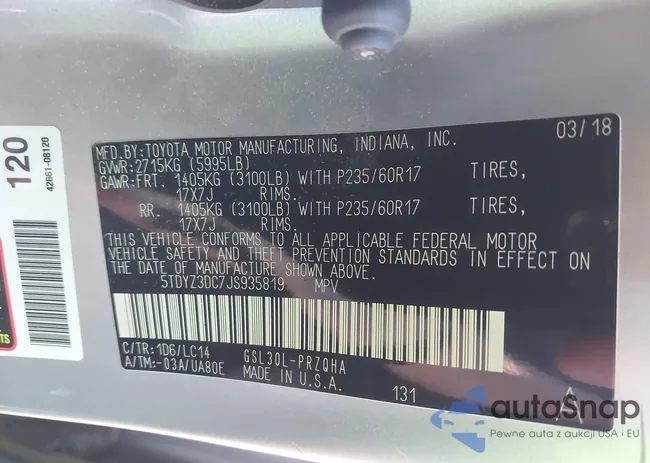 120
42661-08120
MFD.BY:TOYOTA MOTOR MANUFACTURING, INDIANA, INC. 03/18
GVWR:2715KG (5995LB)
GAWR:FRT. 1405KG (3100LB) WITH P235/60R17 TIRES,
17X7J RIMS.
RR. 1405KG (3100LB) WITH P235/60R17 TIRES,
17X7J RIMS.
THIS VEHICLE CONFORMS TO ALL APPLICABLE FEDERAL MOTOR
VEHICLE SAFETY AND THEFT PREVENTION STANDARDS IN EFFECT ON
THE DATE OF MANUFACTURE SHOWN ABOVE.
5TDYZ3DC7JS935819 MPV
C/TR:1D6/LC14 GSL30L-PRZQHA
A/TM:-03A/UA80E MADE IN U.S.A. 131 A
autoSnap
Pewne auta z aukcji USA i EU